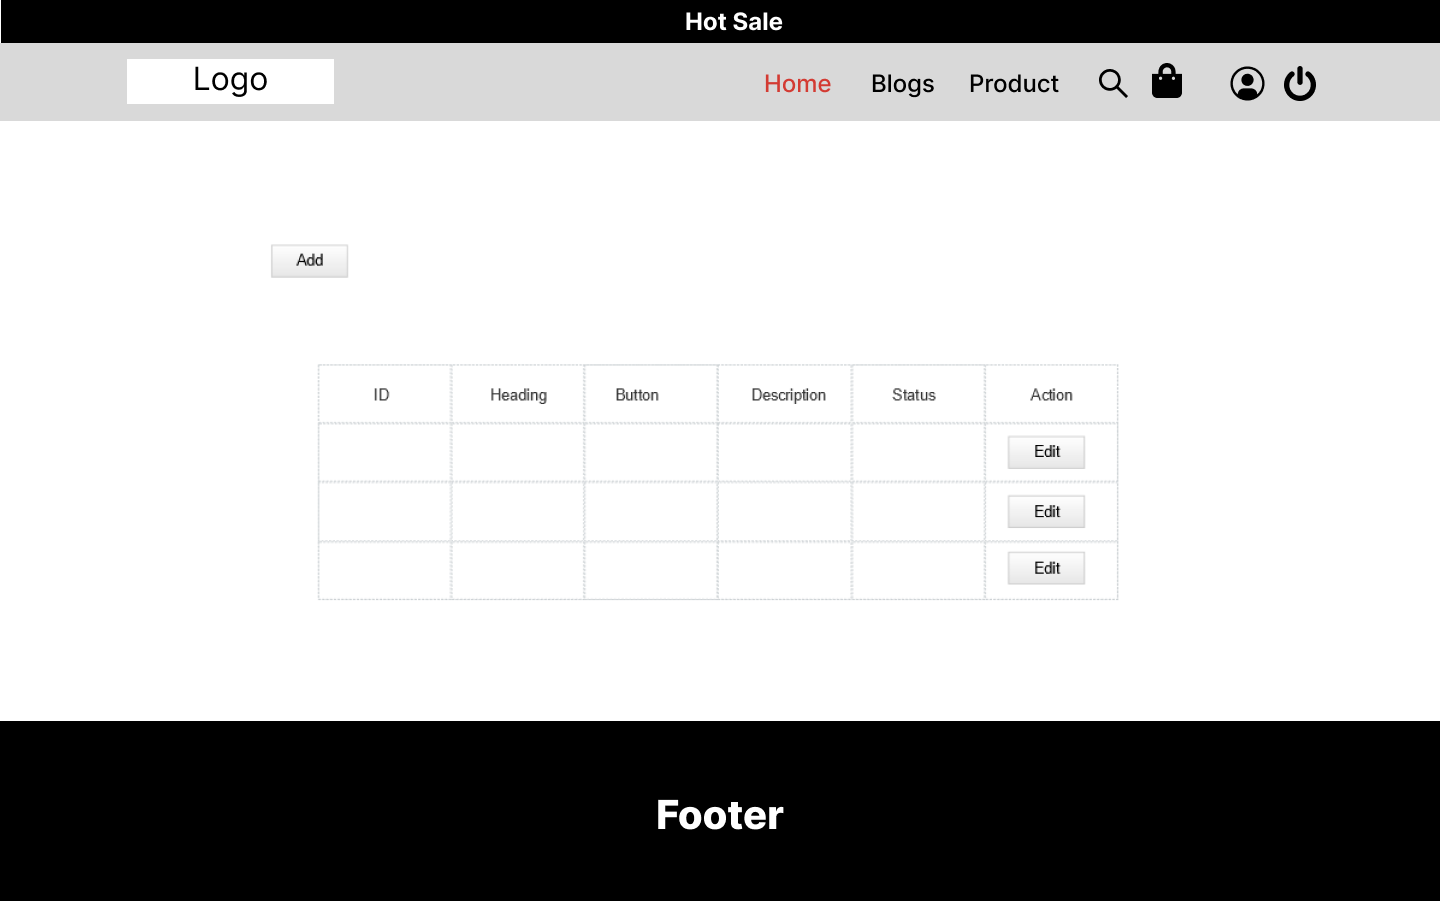 Hot Sale
Logo
Home Blogs Product
Add
ID Heading Button Description Status Action
Edit
Edit
Edit
Footer